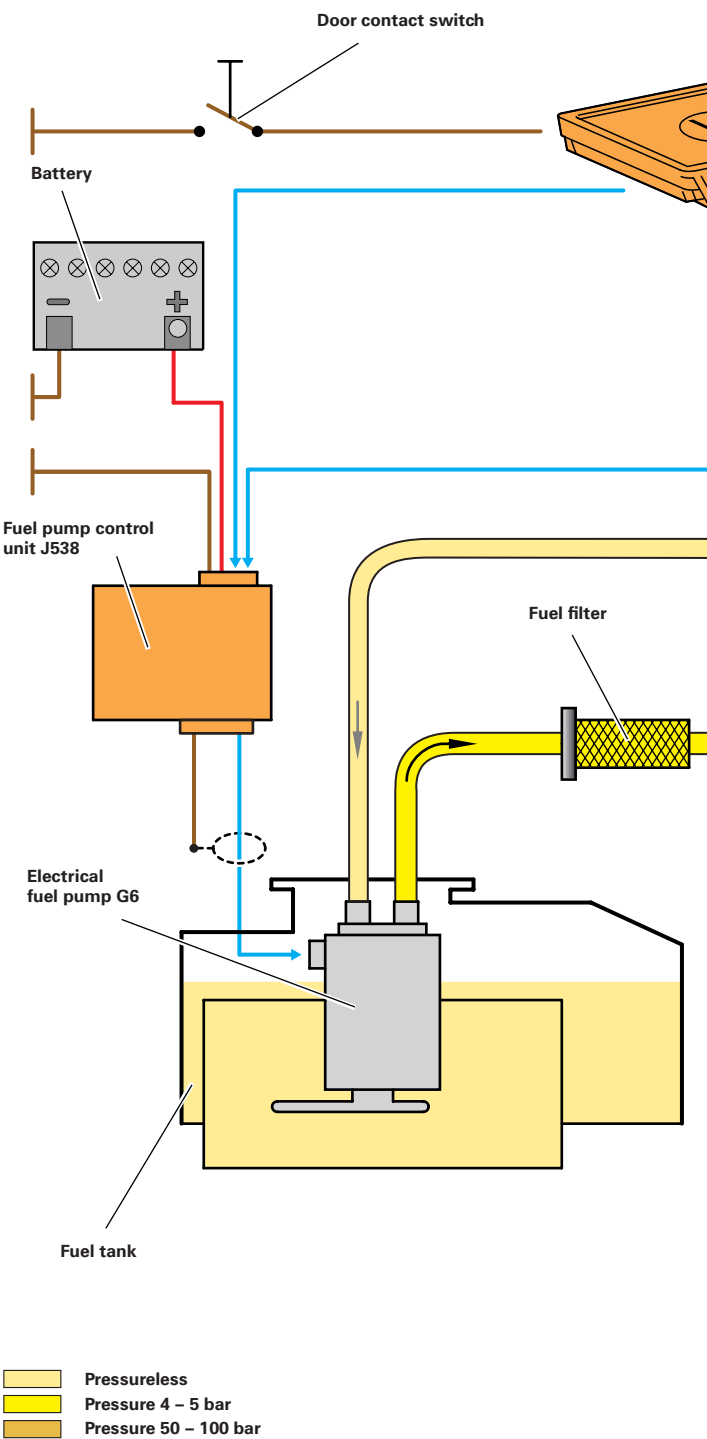 Door contact switch
Battery
Fuel pump control
unit J538
Fuel filter
Electrical
fuel pump G6
Fuel tank
Pressureless
Pressure 4 – 5 bar
Pressure 50 – 100 bar